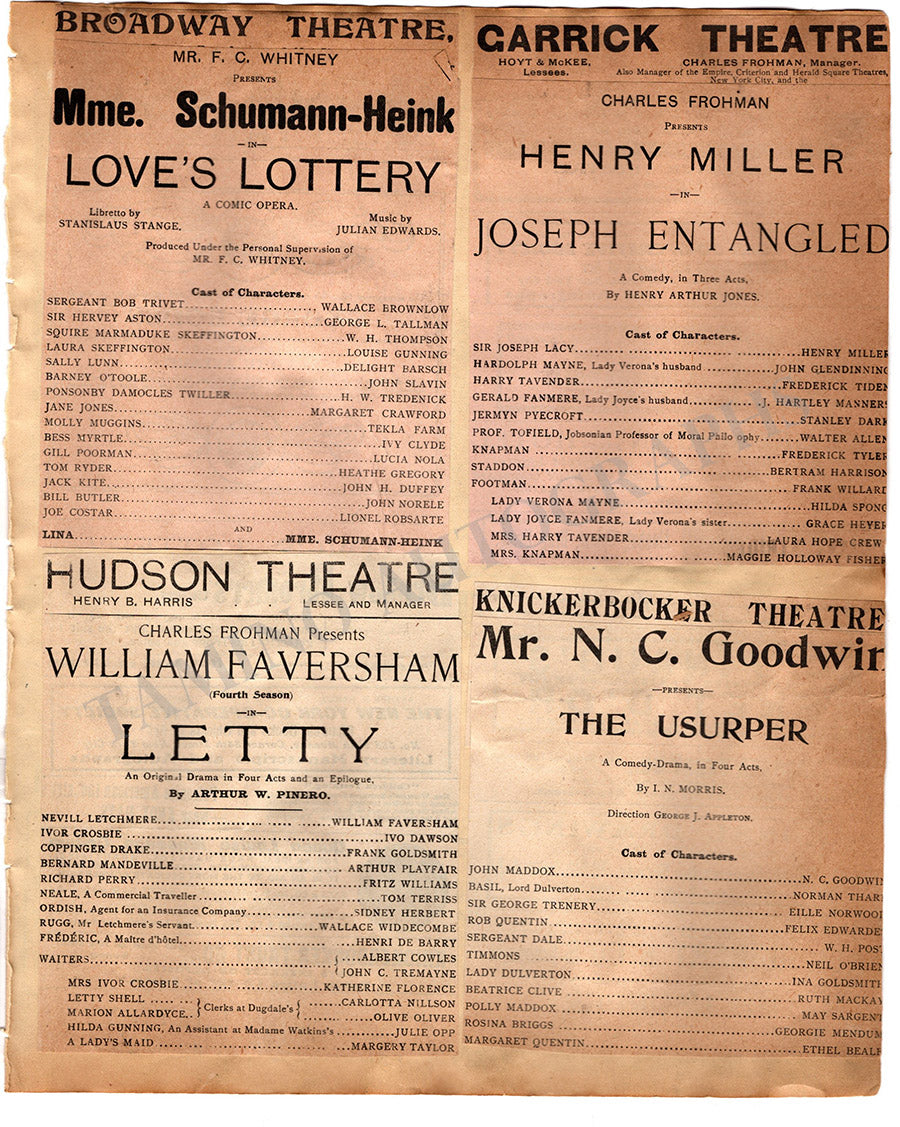 BROADWAY THEATRE,
MR. F. C. WHITNEY
PRESENTS
Mme. Schumann-Heink
—IN—
LOVE'S LOTTERY
A COMIC OPERA.
Libretto by
STANISLAUS STANGE.
Music by
JULIAN EDWARDS.
Produced Under the Personal Supervision of
MR. F. C. WHITNEY.
Cast of Characters.
SERGEANT BOB TRIVET WALLACE BROWNLOW
SIR HERVEY ASTON GEORGE L. TALLMAN
SQUIRE MARMADUKE SKEFFINGTON W. H. THOMPSON
LAURA SKEFFINGTON LOUISE GUNNING
SALLY LUNN DELIGHT BARSCH
BARNEY O'TOOLE JOHN SLAVIN
PONSONBY DAMOCLES TWILLER H. W. TREDENICK
JANE JONES MARGARET CRAWFORD
MOLLY MUGGINS TEKLA FARM
BESS MYRTLE IVY CLYDE
GILL POORMAN LUCIA NOLA
TOM RYDER HEATHE GREGORY
JACK KITE JOHN H. DUFFEY
BILL BUTLER JOHN NORELE
JOE COSTAR LIONEL ROBSARTE
AND
LINA MME. SCHUMANN-HEINK
HUDSON THEATRE
HENRY B. HARRIS . . LESSEE AND MANAGER
CHARLES FROHMAN Presents
WILLIAM FAVERSHAM
(Fourth Season)
—IN—
LETTY
An Original Drama in Four Acts and an Epilogue,
By ARTHUR W. PINERO.
NEVILL LETCHMERE WILLIAM FAVERSHAM
IVOR CROSBIE IVO DAWSON
COPPINGER DRAKE FRANK GOLDSMITH
BERNARD MANDEVILLE ARTHUR PLAYFAIR
RICHARD PERRY FRITZ WILLIAMS
NEALE, A Commercial Traveller TOM TERRISS
ORDISH, Agent for an Insurance Company SIDNEY HERBERT
RUGG, Mr Letchmere's Servant WALLACE WIDDECOMBE
FRÉDÉRIC, A Maître d'hôtel HENRI DE BARRY
WAITERS { ALBERT COWLES
{ JOHN C. TREMAYNE
MRS IVOR CROSBIE KATHERINE FLORENCE
LETTY SHELL } Clerks at Dugdale's { CARLOTTA NILLSON
MARION ALLARDYCE OLIVE OLIVER
HILDA GUNNING, An Assistant at Madame Watkins's JULIE OPP
A LADY'S MAID MARGERY TAYLOR
GARRICK THEATRE
HOYT & McKEE,
Lessees.
CHARLES FROHMAN, Manager.
Also Manager of the Empire, Criterion and Herald Square Theatres,
New York City, and the
CHARLES FROHMAN
PRESENTS
HENRY MILLER
—IN—
JOSEPH ENTANGLED
A Comedy, in Three Acts,
By HENRY ARTHUR JONES.
Cast of Characters.
SIR JOSEPH LACY HENRY MILLER
HARDOLPH MAYNE, Lady Verona's husband JOHN GLENDINNING
HARRY TAVENDER FREDERICK TIDEN
GERALD FANMERE, Lady Joyce's husband J. HARTLEY MANNERS
JERMYN PYECROFT STANLEY DARK
PROF. TOFIELD, Jobsonian Professor of Moral Philo ophy WALTER ALLEN
KNAPMAN FREDERICK TYLER
STADDON BERTRAM HARRISON
FOOTMAN FRANK WILLARD
LADY VERONA MAYNE HILDA SPONG
LADY JOYCE FANMERE, Lady Verona's sister GRACE HEYER
MRS. HARRY TAVENDER LAURA HOPE CREWS
MRS. KNAPMAN MAGGIE HOLLOWAY FISHER
KNICKERBOCKER THEATRE
Mr. N. C. Goodwin
—PRESENTS—
THE USURPER
A Comedy-Drama, in Four Acts,
By I. N. MORRIS.
Direction GEORGE J. APPLETON.
Cast of Characters.
JOHN MADDOX N. C. GOODWIN
BASIL, Lord Dulverton NORMAN THARP
SIR GEORGE TRENERY EILLE NORWOOD
ROB QUENTIN FELIX EDWARDES
SERGEANT DALE W. H. POST
TIMMONS NEIL O'BRIEN
LADY DULVERTON INA GOLDSMITH
BEATRICE CLIVE RUTH MACKAY
POLLY MADDOX MAY SARGENT
ROSINA BRIGGS GEORGIE MENDUM
MARGARET QUENTIN ETHEL BEALE
TAMINO AUTOGRAPHS